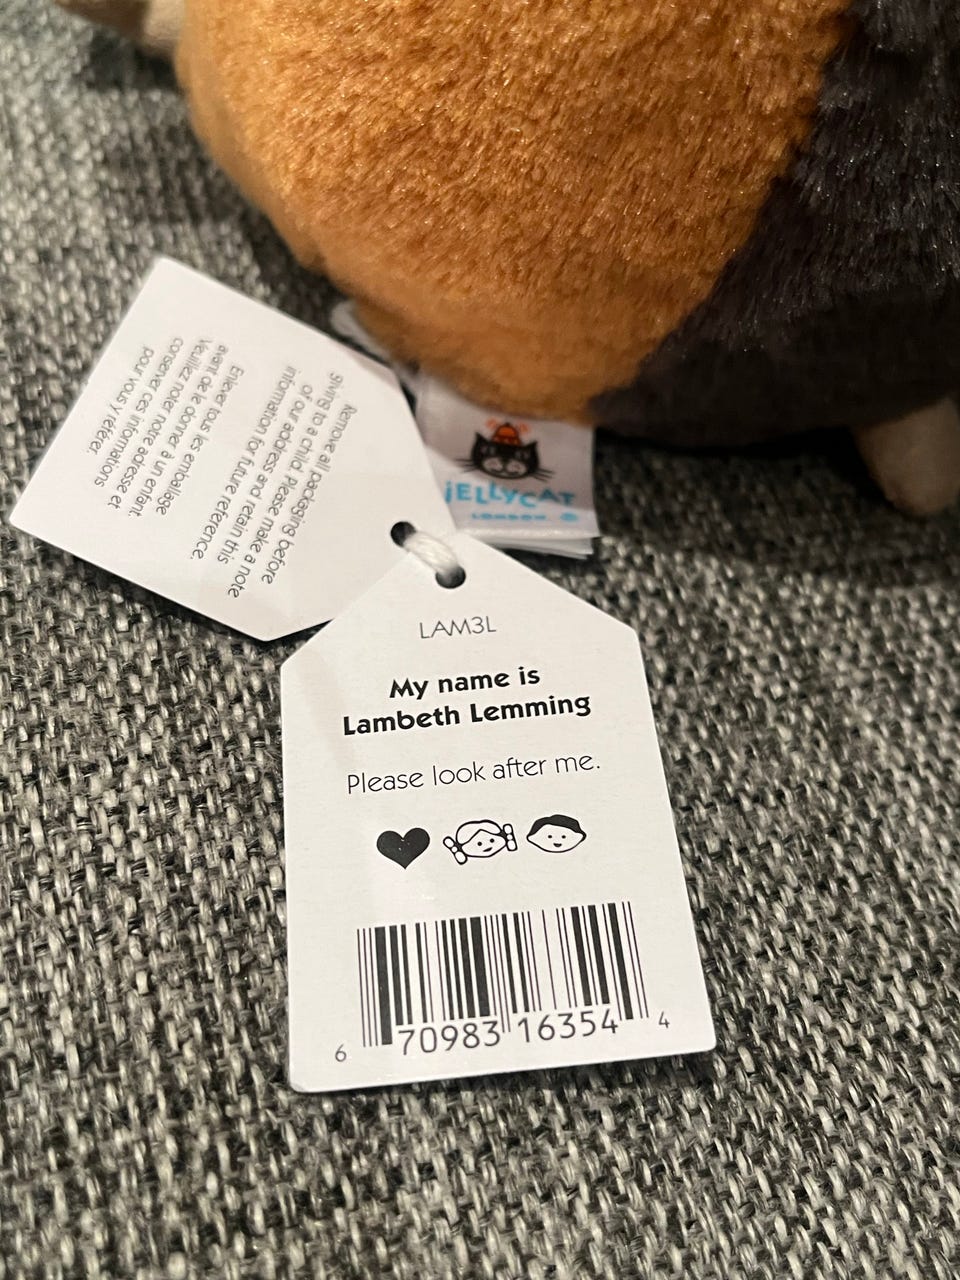 Remove all packaging before
giving to a child. Please make a note
of our address and retain this
information for future reference.
Enlever tous les emballage
avant de le donner à un enfant.
Veuillez noter notre adresse et
conserver ces informations
pour vous y référer.
JELLYCAT
LONDON
LAM3L
My name is
Lambeth Lemming
Please look after me.
6 70983 16354 4